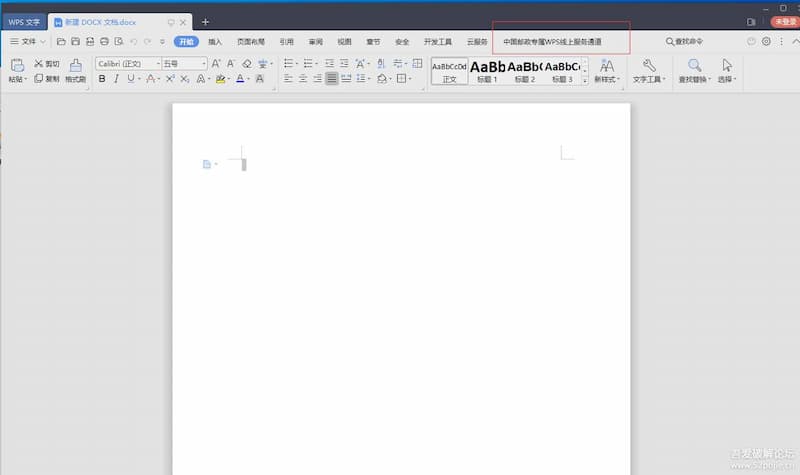 WPS 文字
新建 DOCX 文档.docx
未登录
文件
开始 插入 页面布局 引用 审阅 视图 章节 安全 开发工具 云服务 中国邮政专属WPS线上服务通道 查找命令
粘贴 剪切 复制 格式刷
Calibri (正文) 五号
B I U A X² X₂ A A A
AaBbCcDd AaBb AaBb( AaBbC
正文 标题 1 标题 2 标题 3 新样式 文字工具 查找替换 选择
吾爱破解论坛
www.52pojie.cn